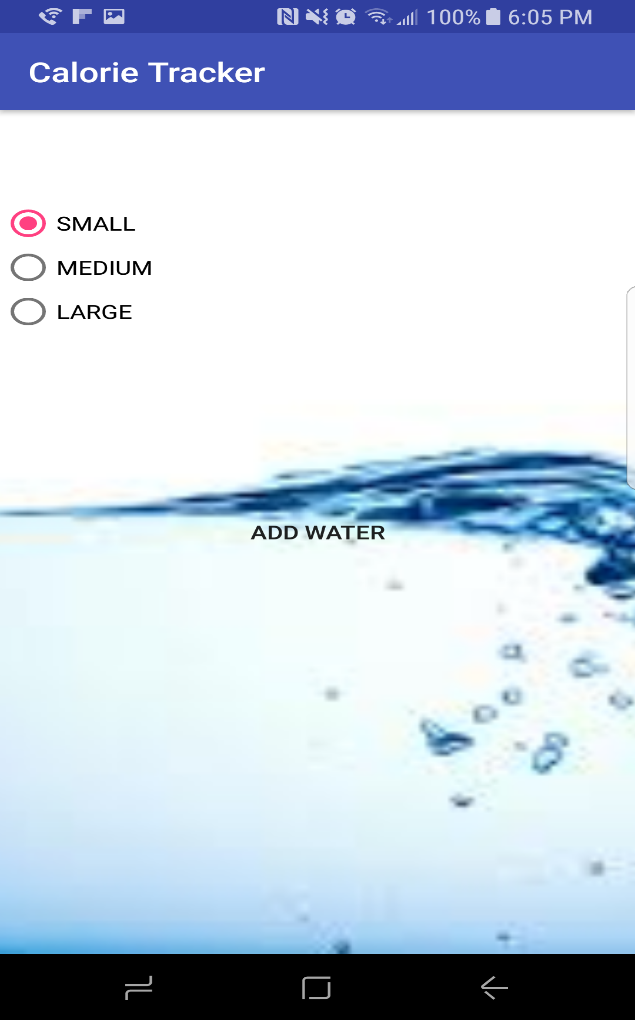 100% 6:05 PM
Calorie Tracker
SMALL
MEDIUM
LARGE
ADD WATER